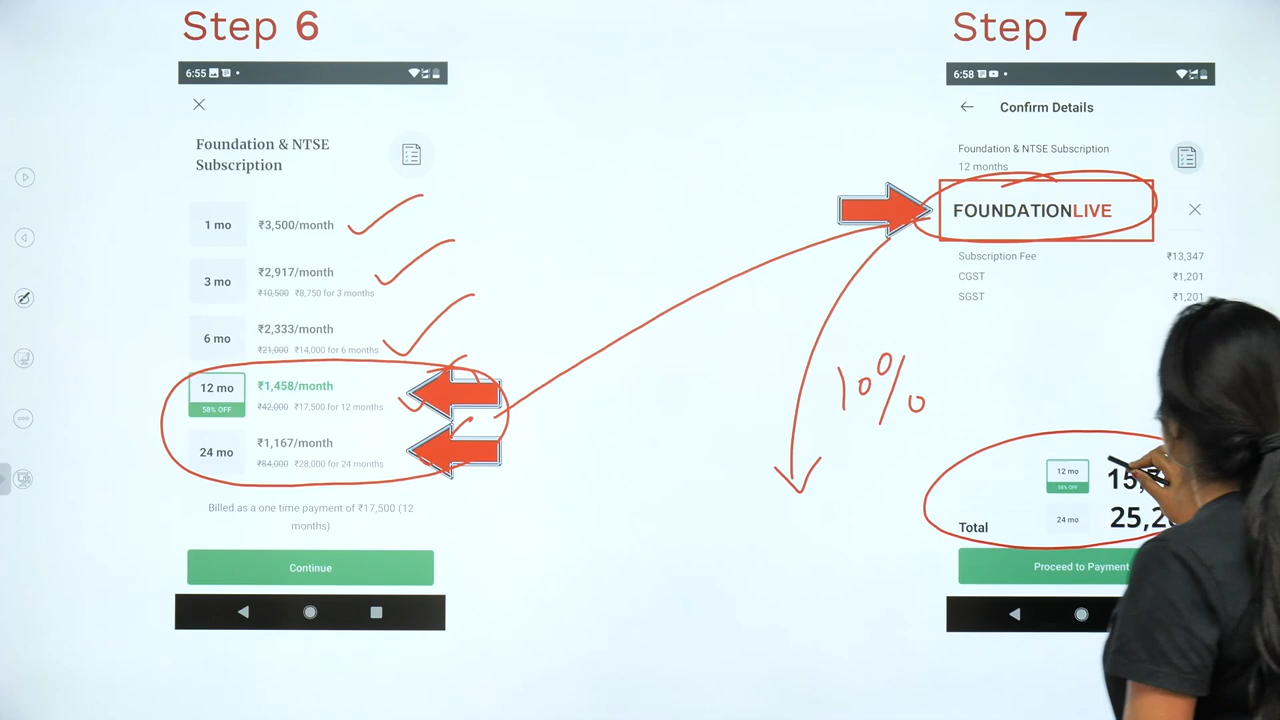 Step 6
6:55
Foundation & NTSE
Subscription
1 mo
₹3,500/month
3 mo
₹2,917/month
₹10,500 ₹8,750 for 3 months
6 mo
₹2,333/month
₹21,000 ₹14,000 for 6 months
12 mo
58% OFF
₹1,458/month
₹42,000 ₹17,500 for 12 months
24 mo
₹1,167/month
₹84,000 ₹28,000 for 24 months
Billed as a one time payment of ₹17,500 (12
months)
Continue
10%
Step 7
6:58
Confirm Details
Foundation & NTSE Subscription
12 months
FOUNDATIONLIVE
Subscription Fee ₹13,347
CGST ₹1,201
SGST ₹1,201
12 mo
58% OFF
24 mo
Total
Proceed to Payment